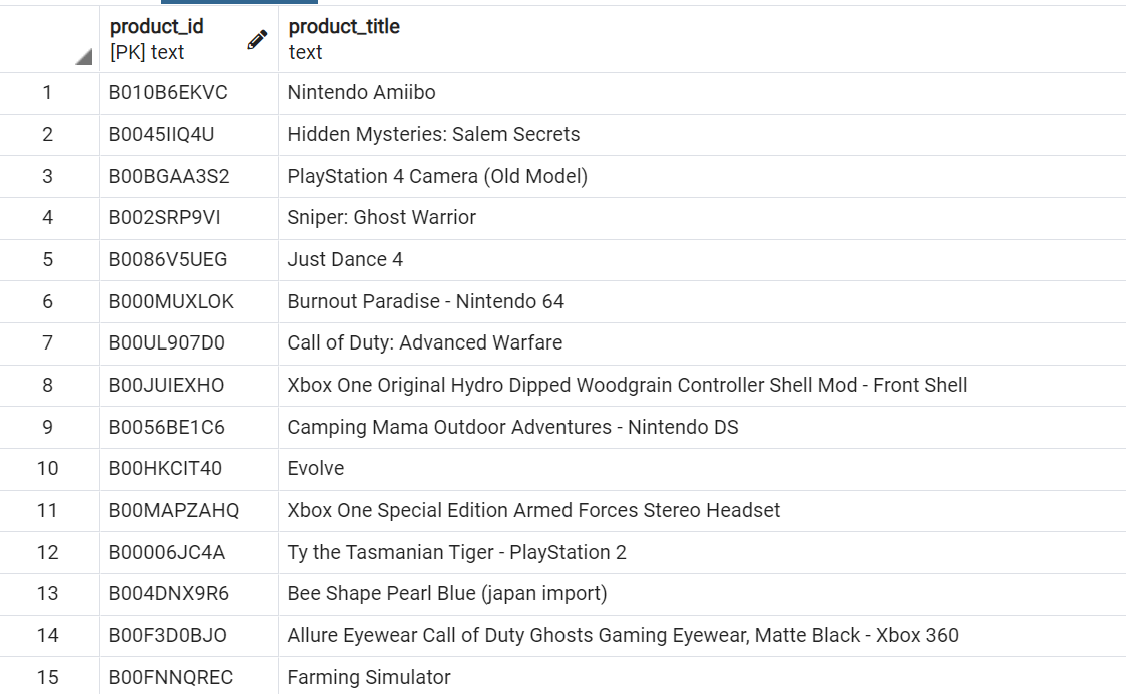 product_id product_title
[PK] text text
1 B010B6EKVC Nintendo Amiibo
2 B0045IIQ4U Hidden Mysteries: Salem Secrets
3 B00BGAA3S2 PlayStation 4 Camera (Old Model)
4 B002SRP9VI Sniper: Ghost Warrior
5 B0086V5UEG Just Dance 4
6 B000MUXLOK Burnout Paradise - Nintendo 64
7 B00UL907D0 Call of Duty: Advanced Warfare
8 B00JUIEXHO Xbox One Original Hydro Dipped Woodgrain Controller Shell Mod - Front Shell
9 B0056BE1C6 Camping Mama Outdoor Adventures - Nintendo DS
10 B00HKCIT40 Evolve
11 B00MAPZAHQ Xbox One Special Edition Armed Forces Stereo Headset
12 B00006JC4A Ty the Tasmanian Tiger - PlayStation 2
13 B004DNX9R6 Bee Shape Pearl Blue (japan import)
14 B00F3D0BJO Allure Eyewear Call of Duty Ghosts Gaming Eyewear, Matte Black - Xbox 360
15 B00FNNQREC Farming Simulator